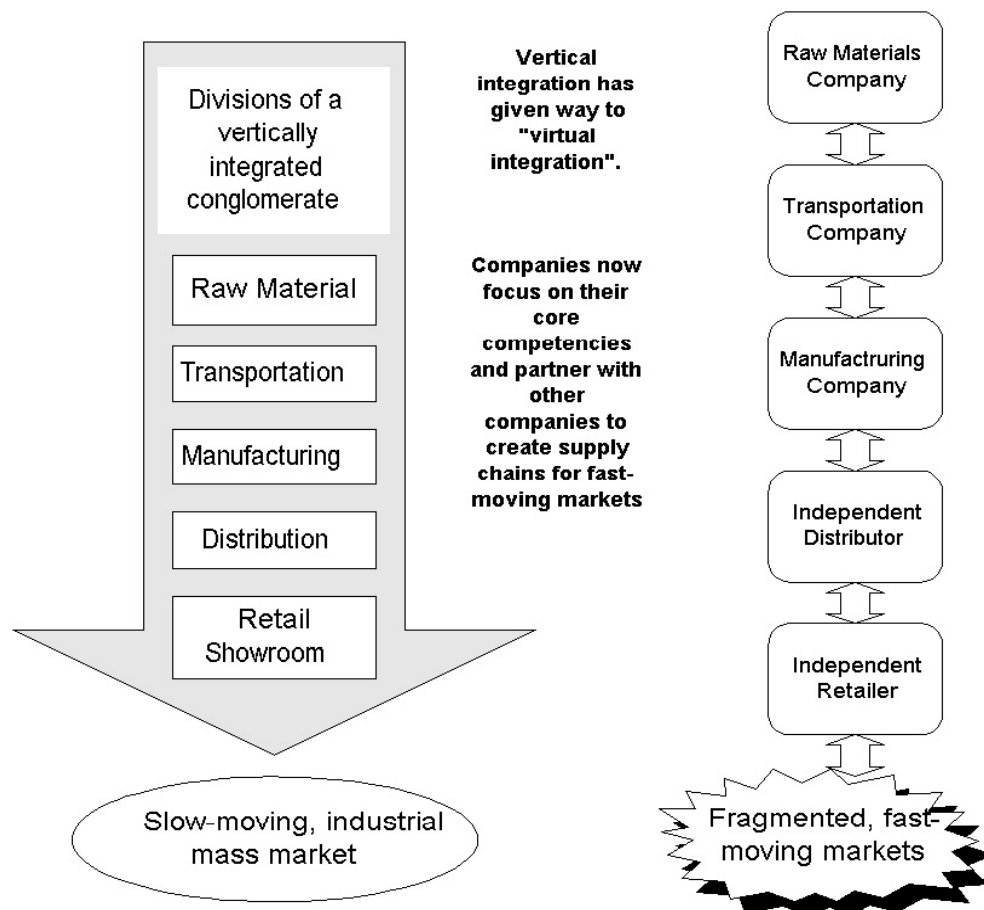 Divisions of a
vertically
integrated
conglomerate
Raw Material
Transportation
Manufacturing
Distribution
Retail
Showroom
Slow-moving, industrial
mass market
Vertical
integration has
given way to
"virtual
integration".
Companies now
focus on their
core
competencies
and partner with
other
companies to
create supply
chains for fast-
moving markets
Raw Materials
Company
Transportation
Company
Manufactruring
Company
Independent
Distributor
Independent
Retailer
Fragmented, fast-
moving markets